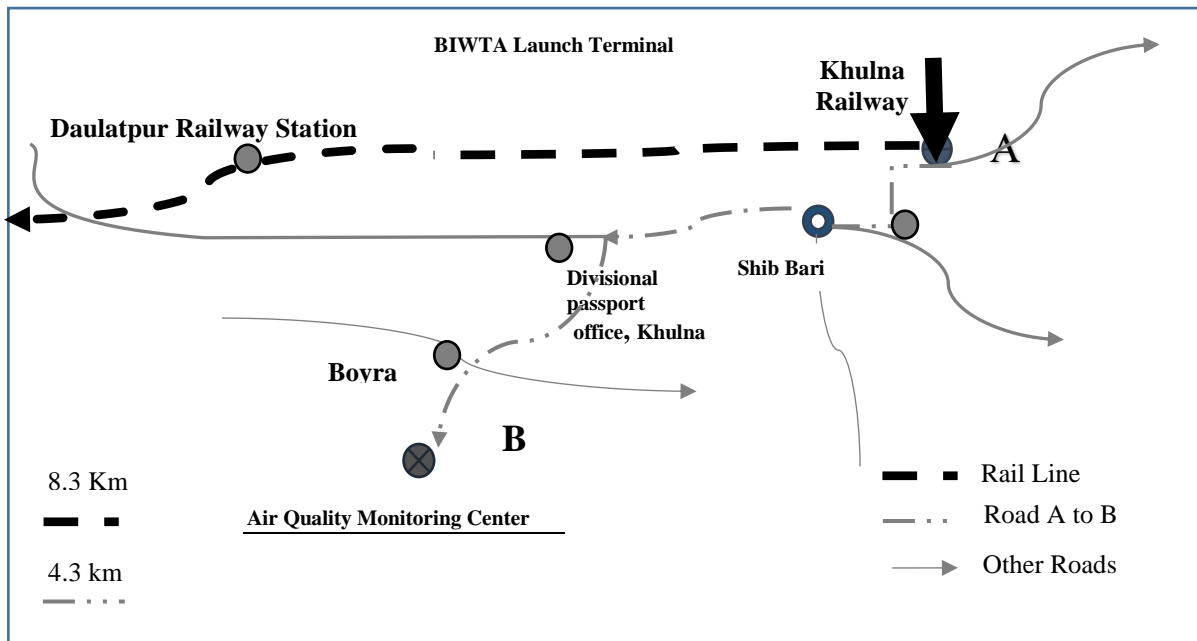 BIWTA Launch Terminal
Khulna
Railway
Daulatpur Railway Station
A
Shib Bari
Divisional
passport
office, Khulna
Boyra
B
8.3 Km
Rail Line
Road A to B
Air Quality Monitoring Center
4.3 km
Other Roads